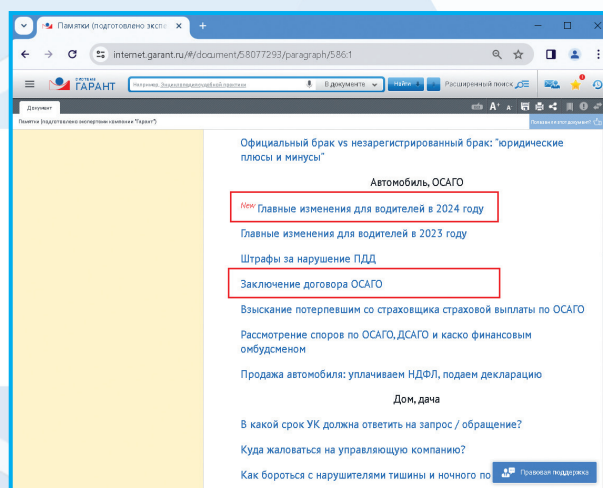 Памятки (подготовлено экспе
internet.garant.ru/#/document/58077293/paragraph/586:1
СИСТЕМА
ГАРАНТ
Например, Энциклопедия судебной практики
В документе
Найти
Расширенный поиск
Документ
Памятки (подготовлено экспертами компании "Гарант")
Официальный брак vs незарегистрированный брак: "юридические
плюсы и минусы"
Автомобиль, ОСАГО
New Главные изменения для водителей в 2024 году
Главные изменения для водителей в 2023 году
Штрафы за нарушение ПДД
Заключение договора ОСАГО
Взыскание потерпевшим со страховщика страховой выплаты по ОСАГО
Рассмотрение споров по ОСАГО, ДСАГО и каско финансовым
омбудсменом
Продажа автомобиля: уплачиваем НДФЛ, подаем декларацию
Дом, дача
В какой срок УК должна ответить на запрос / обращение?
Куда жаловаться на управляющую компанию?
Как бороться с нарушителями тишины и ночного по
Правовая поддержка